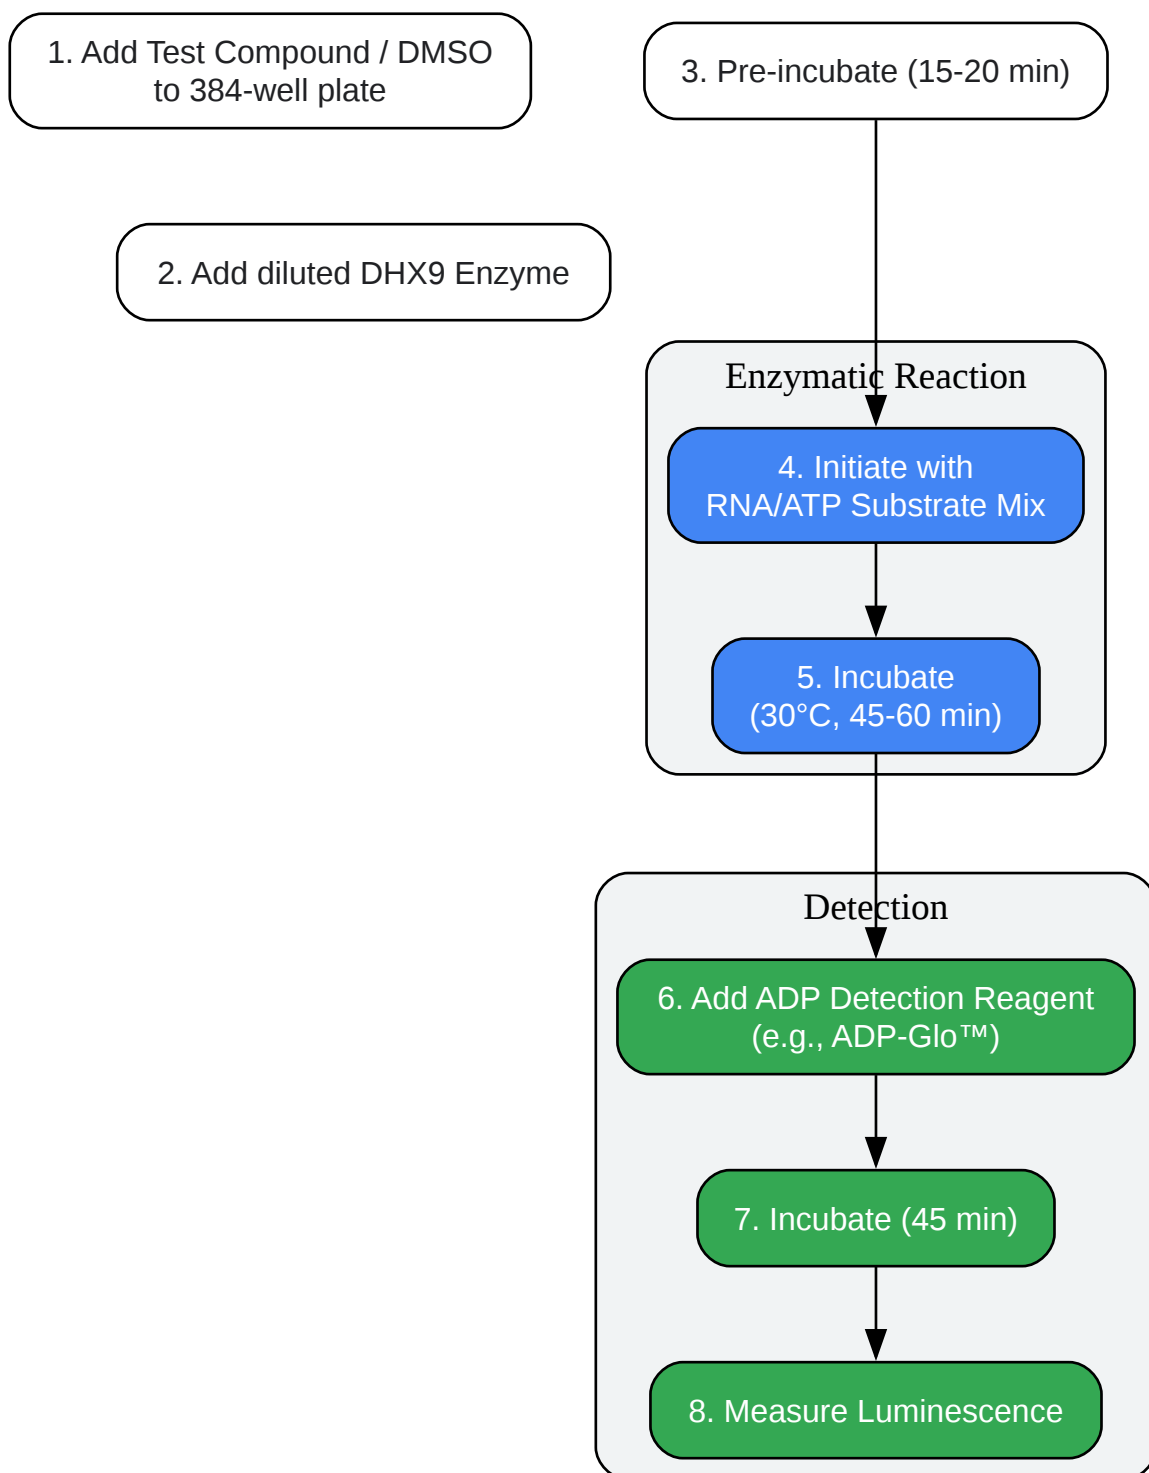 1. Add Test Compound / DMSO
to 384-well plate
2. Add diluted DHX9 Enzyme
3. Pre-incubate (15-20 min)
Enzymatic Reaction
4. Initiate with
RNA/ATP Substrate Mix
5. Incubate
(30°C, 45-60 min)
Detection
6. Add ADP Detection Reagent
(e.g., ADP-Glo™)
7. Incubate (45 min)
8. Measure Luminescence